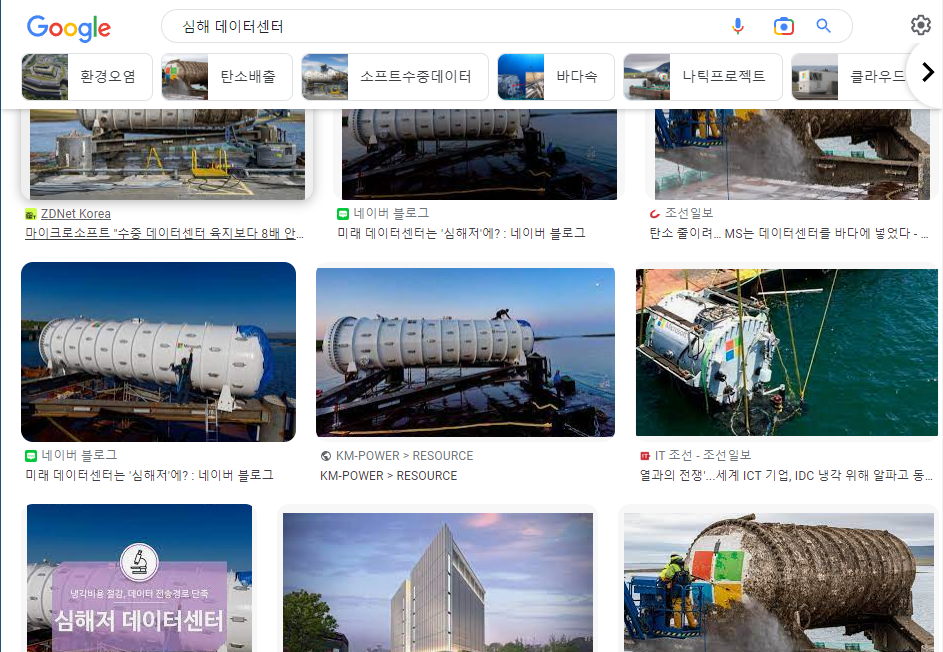 Google
심해 데이터센터
환경오염
탄소배출
소프트수중데이터
바다속
나틱프로젝트
클라우드
ZDNet Korea
마이크로소프트 "수중 데이터센터 육지보다 8배 안...
네이버 블로그
미래 데이터센터는 '심해저'에? : 네이버 블로그
조선일보
탄소 줄이려... MS는 데이터센터를 바다에 넣었다 - ...
네이버 블로그
미래 데이터센터는 '심해저'에? : 네이버 블로그
KM-POWER > RESOURCE
KM-POWER > RESOURCE
IT 조선 - 조선일보
열과의 전쟁'…세계 ICT 기업, IDC 냉각 위해 알파고 동...
Microsoft
냉각비용 절감, 데이터 전송경로 단축
심해저 데이터센터